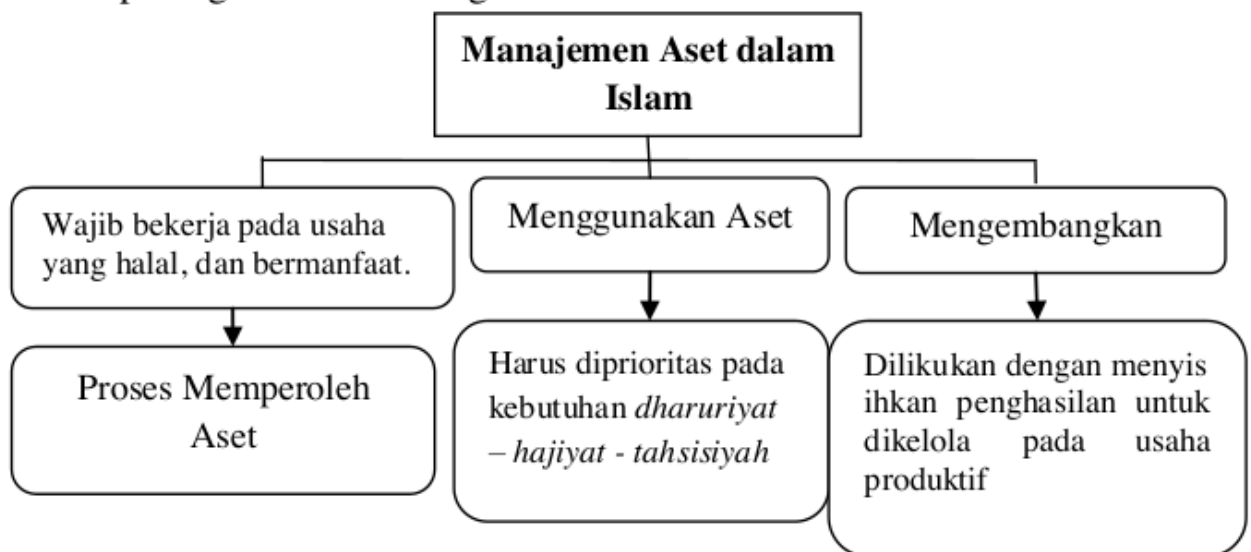 Manajemen Aset dalam
Islam
Wajib bekerja pada usaha
yang halal, dan bermanfaat.
Menggunakan Aset
Mengembangkan
Proses Memperoleh
Aset
Harus diprioritas pada
kebutuhan dharuriyat
– hajiyat - tahsisiyah
Dilikukan dengan menyis
ihkan penghasilan untuk
dikelola pada usaha
produktif